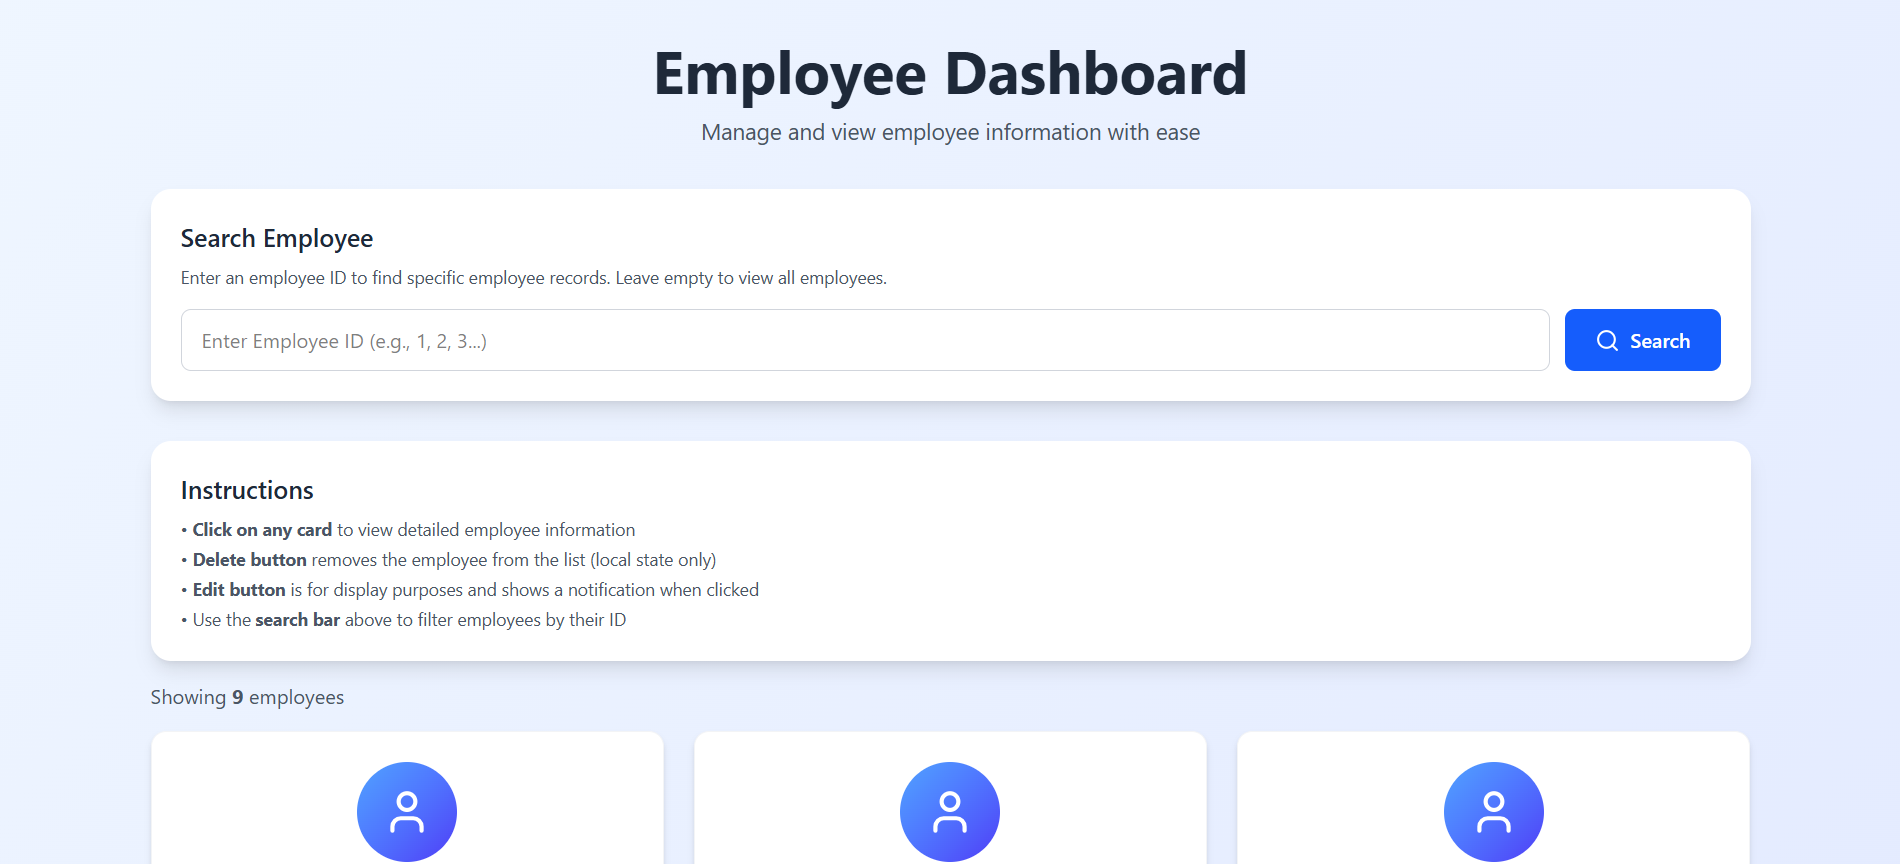 Employee Dashboard
Manage and view employee information with ease
Search Employee
Enter an employee ID to find specific employee records. Leave empty to view all employees.
Enter Employee ID (e.g., 1, 2, 3...)
Search
Instructions
• Click on any card to view detailed employee information
• Delete button removes the employee from the list (local state only)
• Edit button is for display purposes and shows a notification when clicked
• Use the search bar above to filter employees by their ID
Showing 9 employees